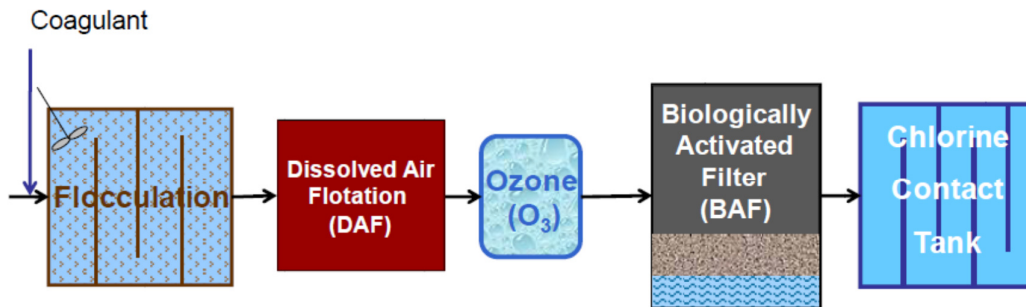 Coagulant
Flocculation
Dissolved Air
Flotation
(DAF)
Ozone
(O₃)
Biologically
Activated
Filter
(BAF)
Chlorine
Contact
Tank